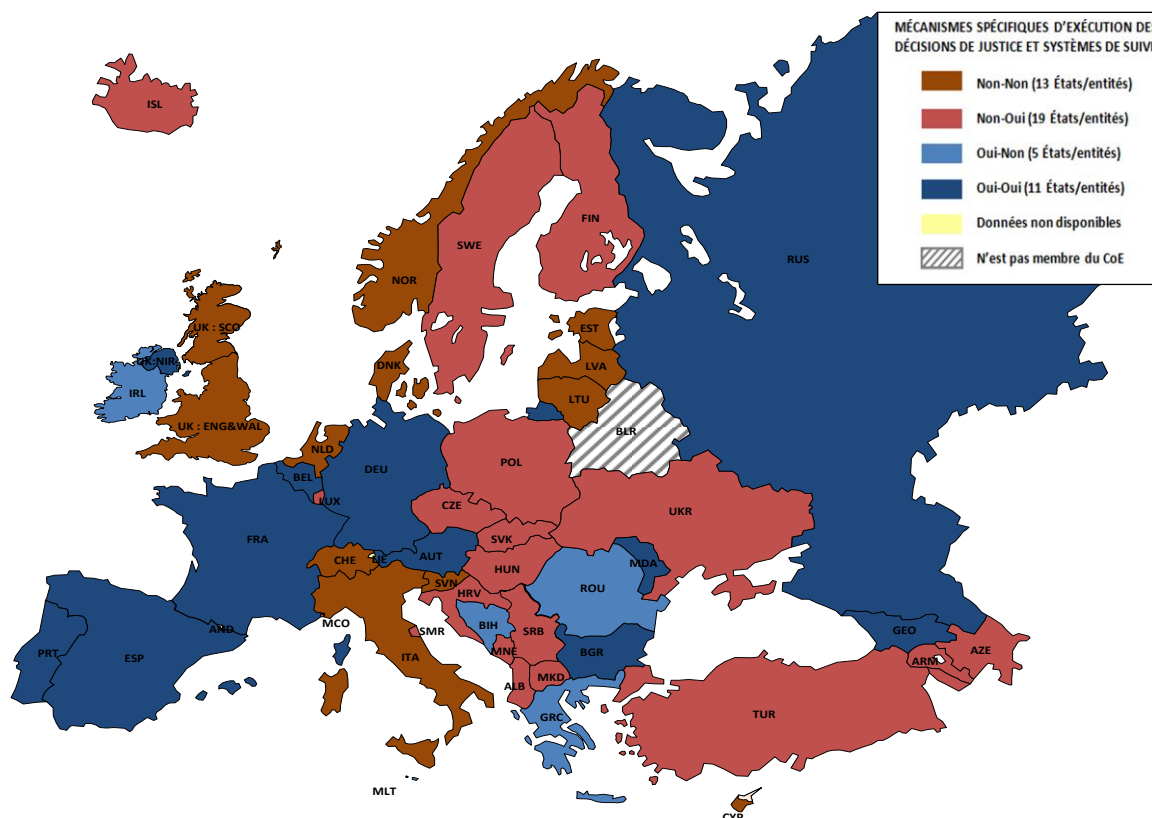 MÉCANISMES SPÉCIFIQUES D'EXÉCUTION DES
DÉCISIONS DE JUSTICE ET SYSTÈMES DE SUIVI
Non-Non (13 États/entités)
Non-Oui (19 États/entités)
Oui-Non (5 États/entités)
Oui-Oui (11 États/entités)
Données non disponibles
N'est pas membre du CoE
ISL
RUS
FIN
SWE
NOR
UK : SCO
EST
DNK
LVA
UK:NIR
IRL
LTU
UK : ENG&WAL
BLR
NLD
POL
DEU
BEL
LUX
CZE
UKR
FRA
SVK
CHE
LIE
AUT
MDA
HUN
SVN
ROU
HRV
MCO
BIH
AND
SMR
SRB
GEO
PRT
ESP
ITA
MNE
BGR
AZE
ARM
MKD
ALB
GRC
TUR
MLT
CYP